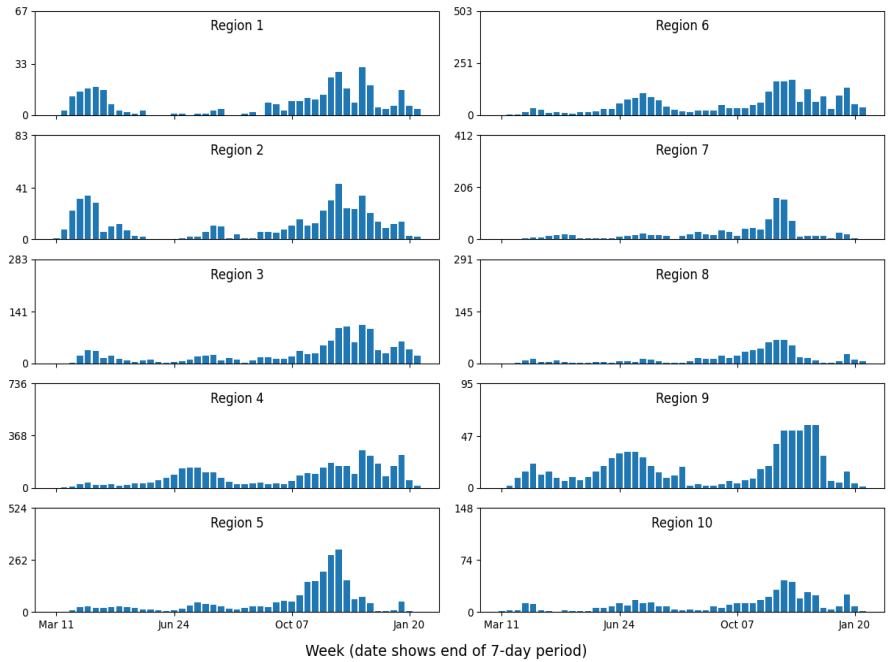 67
33
0
Region 1
503
251
0
Region 6
83
41
0
Region 2
412
206
0
Region 7
283
141
0
Region 3
291
145
0
Region 8
736
368
0
Region 4
95
47
0
Region 9
524
262
0
Region 5
148
74
0
Region 10
Mar 11 Jun 24 Oct 07 Jan 20
Mar 11 Jun 24 Oct 07 Jan 20
Week (date shows end of 7-day period)